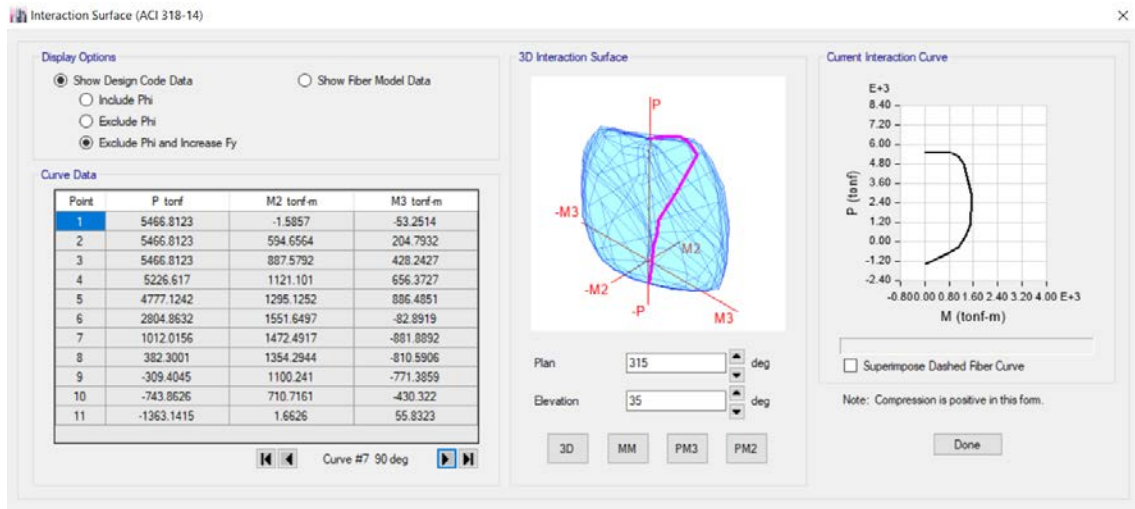 Interaction Surface (ACI 318-14)
Display Options
Show Design Code Data
Show Fiber Model Data
Include Phi
Exclude Phi
Exclude Phi and Increase Fy
Curve Data
Point P tonf M2 tonf-m M3 tonf-m
1 5466.8123 -1.5857 -53.2514
2 5466.8123 594.6564 204.7932
3 5466.8123 887.5792 428.2427
4 5226.617 1121.101 656.3727
5 4777.1242 1295.1252 886.4851
6 2804.8632 1551.6497 -82.8919
7 1012.0156 1472.4917 -881.8892
8 382.3001 1354.2944 -810.5906
9 -309.4045 1100.241 -771.3859
10 -743.8626 710.7161 -430.322
11 -1363.1415 1.6626 55.8323
Curve #7 90 deg
3D Interaction Surface
P
-M3
M2
-M2
-P
M3
Plan 315 deg
Elevation 35 deg
3D MM PM3 PM2
Current Interaction Curve
E+3
8.40
7.20
6.00
4.80
3.60
2.40
1.20
0.00
-1.20
-2.40
P (tonf)
-0.800.00 0.80 1.60 2.40 3.20 4.00 E+3
M (tonf-m)
Superimpose Dashed Fiber Curve
Note: Compression is positive in this form.
Done